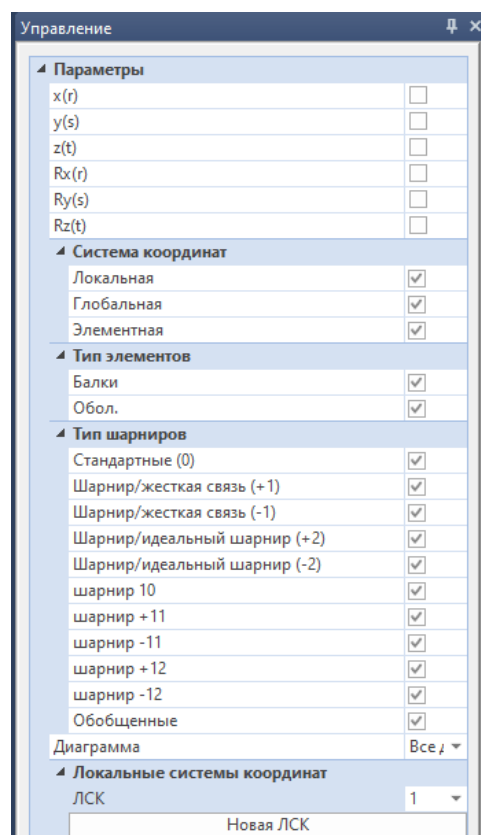 Управление
Параметры
x(r)
y(s)
z(t)
Rx(r)
Ry(s)
Rz(t)
Система координат
Локальная
Глобальная
Элементная
Тип элементов
Балки
Обол.
Тип шарниров
Стандартные (0)
Шарнир/жесткая связь (+1)
Шарнир/жесткая связь (-1)
Шарнир/идеальный шарнир (+2)
Шарнир/идеальный шарнир (-2)
шарнир 10
шарнир +11
шарнир -11
шарнир +12
шарнир -12
Обобщенные
Диаграмма Все
Локальные системы координат
ЛСК 1
Новая ЛСК